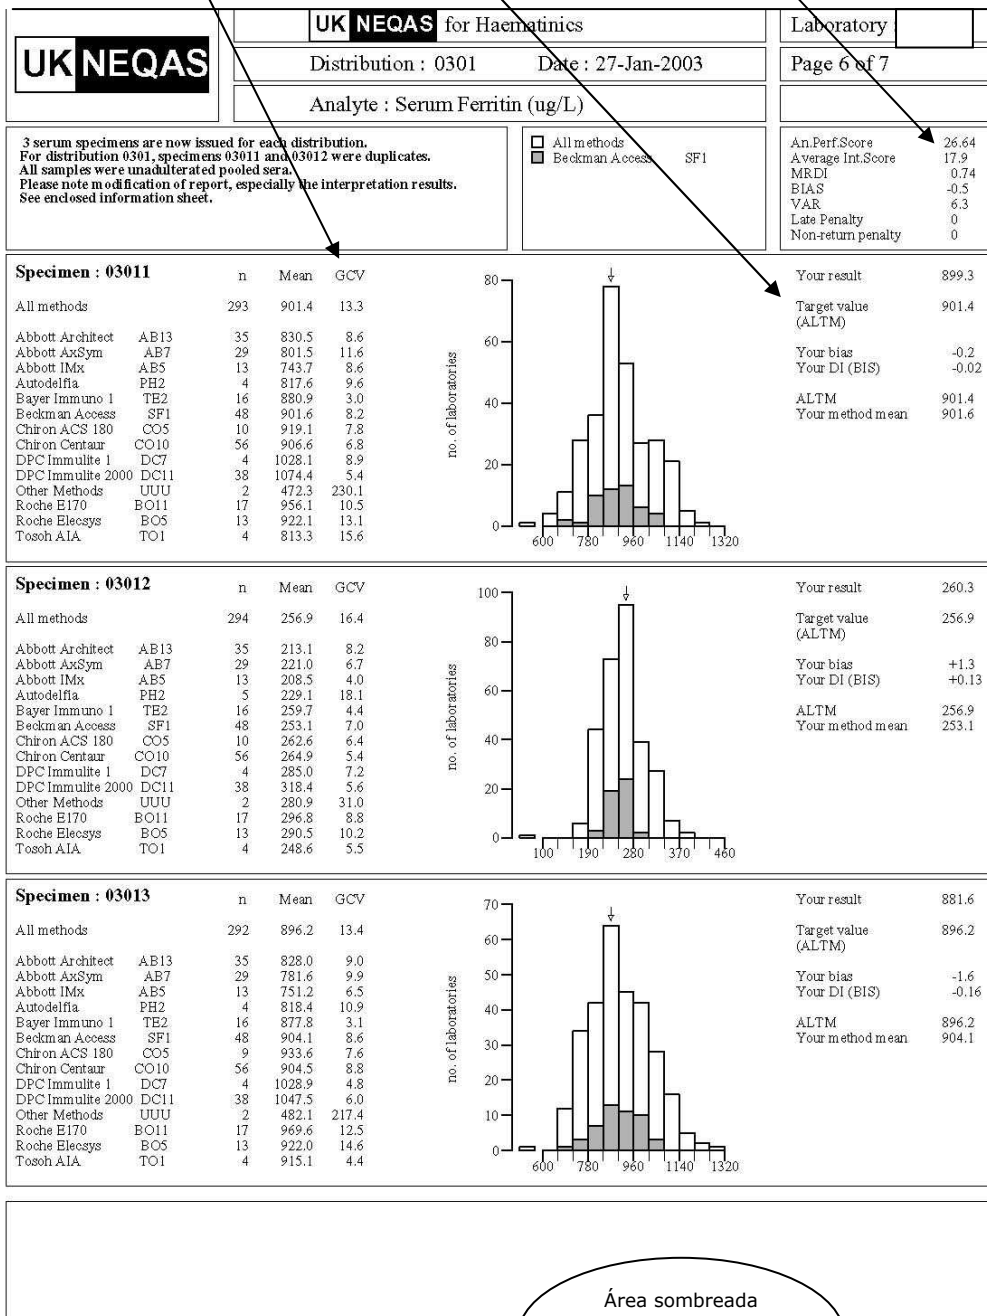 UK NEQAS
UK NEQAS for Haematinics
Laboratory :
Distribution : 0301 Date : 27-Jan-2003
Page 6 of 7
Analyte : Serum Ferritin (ug/L)
3 serum specimens are now issued for each distribution.
For distribution 0301, specimens 03011 and 03012 were duplicates.
All samples were unadulterated pooled sera.
Please note modification of report, especially the interpretation results.
See enclosed information sheet.
All methods
Beckman Access SF1
An.Perf.Score 26.64
Average Int.Score 17.9
MRDI 0.74
BIAS -0.5
VAR 6.3
Late Penalty 0
Non-return penalty 0
Specimen : 03011 n Mean GCV
All methods 293 901.4 13.3
Abbott Architect AB13 35 830.5 8.6
Abbott AxSym AB7 29 801.5 11.6
Abbott IMx AB5 13 743.7 8.6
Autodelfia PH2 4 817.6 9.6
Bayer Immuno 1 TE2 16 880.9 3.0
Beckman Access SF1 48 901.6 8.2
Chiron ACS 180 CO5 10 919.1 7.8
Chiron Centaur CO10 56 906.6 6.8
DPC Immulite 1 DC7 4 1028.1 8.9
DPC Immulite 2000 DC11 38 1074.4 5.4
Other Methods UUU 2 472.3 230.1
Roche E170 BO11 17 956.1 10.5
Roche Elecsys BO5 13 922.1 13.1
Tosoh AIA TO1 4 813.3 15.6
no. of laboratories
80
60
40
20
0
600 780 960 1140 1320
Your result 899.3
Target value 901.4
(ALTM)
Your bias -0.2
Your DI (BIS) -0.02
ALTM 901.4
Your method mean 901.6
Specimen : 03012 n Mean GCV
All methods 294 256.9 16.4
Abbott Architect AB13 35 213.1 8.2
Abbott AxSym AB7 29 221.0 6.7
Abbott IMx AB5 13 208.5 4.0
Autodelfia PH2 5 229.1 18.1
Bayer Immuno 1 TE2 16 259.7 4.4
Beckman Access SF1 48 253.1 7.0
Chiron ACS 180 CO5 10 262.6 6.4
Chiron Centaur CO10 56 264.9 5.4
DPC Immulite 1 DC7 4 285.0 7.2
DPC Immulite 2000 DC11 38 318.4 5.6
Other Methods UUU 2 280.9 31.0
Roche E170 BO11 17 296.8 8.8
Roche Elecsys BO5 13 290.5 10.2
Tosoh AIA TO1 4 248.6 5.5
no. of laboratories
100
80
60
40
20
0
100 190 280 370 460
Your result 260.3
Target value 256.9
(ALTM)
Your bias +1.3
Your DI (BIS) +0.13
ALTM 256.9
Your method mean 253.1
Specimen : 03013 n Mean GCV
All methods 292 896.2 13.4
Abbott Architect AB13 35 828.0 9.0
Abbott AxSym AB7 29 781.6 9.9
Abbott IMx AB5 13 751.2 6.5
Autodelfia PH2 4 818.4 10.9
Bayer Immuno 1 TE2 16 877.8 3.1
Beckman Access SF1 48 904.1 8.6
Chiron ACS 180 CO5 9 933.6 7.6
Chiron Centaur CO10 56 904.5 8.8
DPC Immulite 1 DC7 4 1028.9 4.8
DPC Immulite 2000 DC11 38 1047.5 6.0
Other Methods UUU 2 482.1 217.4
Roche E170 BO11 17 969.6 12.5
Roche Elecsys BO5 13 922.0 14.6
Tosoh AIA TO1 4 915.1 4.4
no. of laboratories
70
60
50
40
30
20
10
0
600 780 960 1140 1320
Your result 881.6
Target value 896.2
(ALTM)
Your bias -1.6
Your DI (BIS) -0.16
ALTM 896.2
Your method mean 904.1
Área sombreada